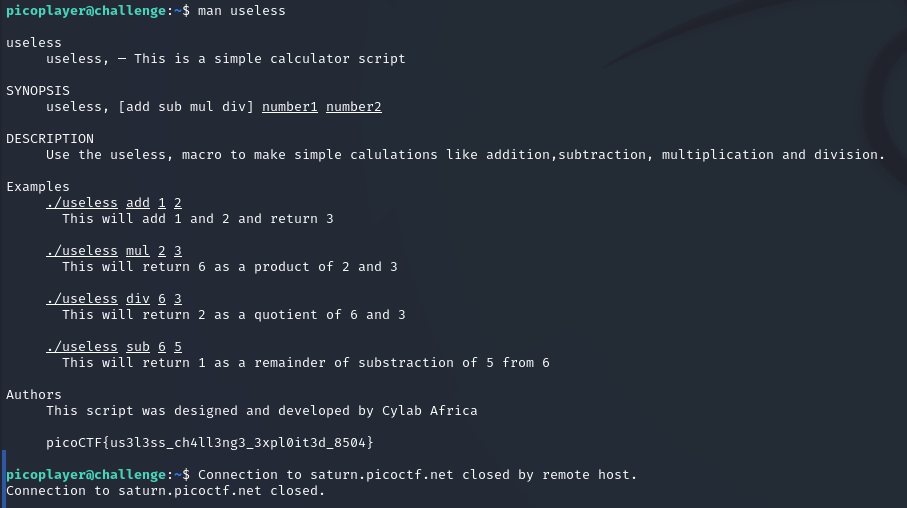 picoplayer@challenge:~$ man useless
useless
useless, — This is a simple calculator script
SYNOPSIS
useless, [add sub mul div] number1 number2
DESCRIPTION
Use the useless, macro to make simple calulations like addition,subtraction, multiplication and division.
Examples
./useless add 1 2
This will add 1 and 2 and return 3
./useless mul 2 3
This will return 6 as a product of 2 and 3
./useless div 6 3
This will return 2 as a quotient of 6 and 3
./useless sub 6 5
This will return 1 as a remainder of substraction of 5 from 6
Authors
This script was designed and developed by Cylab Africa
picoCTF{us3l3ss_ch4ll3ng3_3xpl0it3d_8504}
picoplayer@challenge:~$ Connection to saturn.picoctf.net closed by remote host.
Connection to saturn.picoctf.net closed.